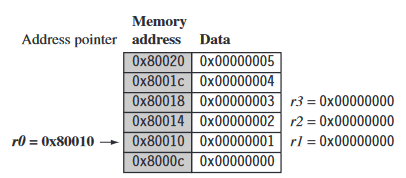 Memory
Address pointer address Data
0x80020 0x00000005
0x8001c 0x00000004
0x80018 0x00000003 r3 = 0x00000000
0x80014 0x00000002 r2 = 0x00000000
r0 = 0x80010 0x80010 0x00000001 r1 = 0x00000000
0x8000c 0x00000000